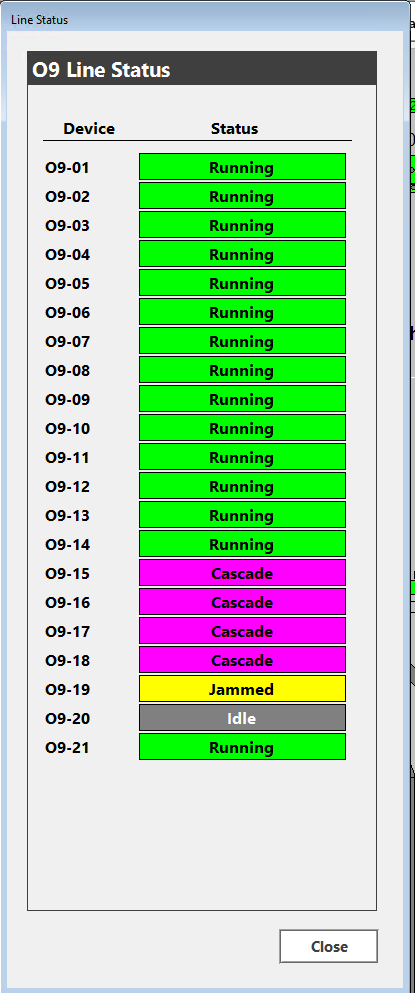 Line Status
O9 Line Status
Device Status
O9-01 Running
O9-02 Running
O9-03 Running
O9-04 Running
O9-05 Running
O9-06 Running
O9-07 Running
O9-08 Running
O9-09 Running
O9-10 Running
O9-11 Running
O9-12 Running
O9-13 Running
O9-14 Running
O9-15 Cascade
O9-16 Cascade
O9-17 Cascade
O9-18 Cascade
O9-19 Jammed
O9-20 Idle
O9-21 Running
Close